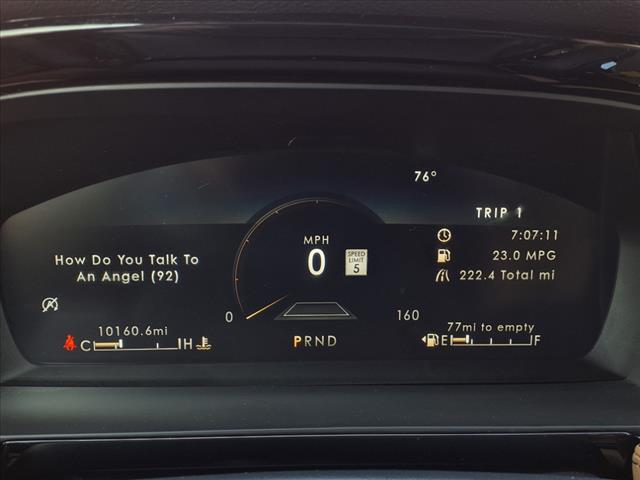 76°
TRIP 1
7:07:11
23.0 MPG
222.4 Total mi
How Do You Talk To
An Angel (92)
MPH
0
SPEED
LIMIT
5
0
160
10160.6mi
C H
PRND
77mi to empty
E F